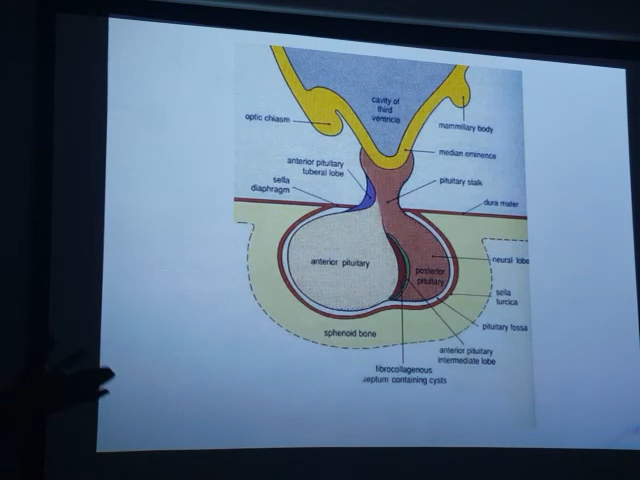 cavity of
third
ventricle
optic chiasm
mammillary body
median eminence
anterior pituitary
tuberal lobe
sella
diaphragm
pituitary stalk
dura mater
anterior pituitary
posterior
pituitary
neural lobe
sella
turcica
pituitary fossa
sphenoid bone
anterior pituitary
intermediate lobe
fibrocollagenous
septum containing cysts